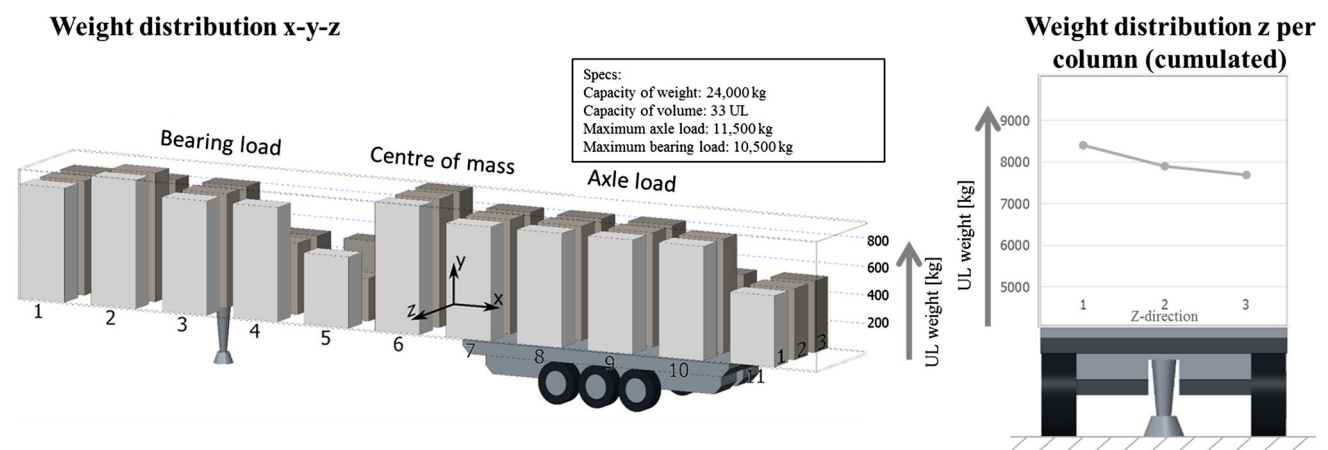 Weight distribution x-y-z
Weight distribution z per
column (cumulated)
Specs:
Capacity of weight: 24,000 kg
Capacity of volume: 33 UL
Maximum axle load: 11,500 kg
Maximum bearing load: 10,500 kg
Bearing load
Centre of mass
Axle load
800
600
400
200
UL weight [kg]
y
x
z
1
2
3
4
5
6
7
8
9
10
11
1 2 3
UL weight [kg]
9000
8000
7000
6000
5000
1 2 3
Z-direction